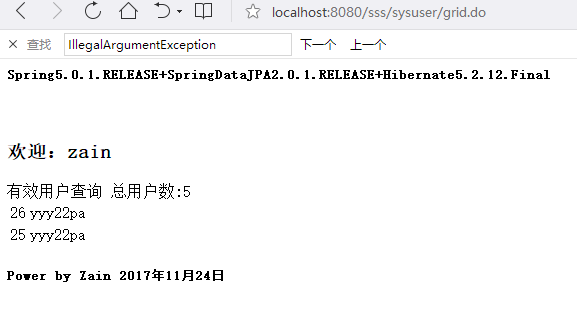 localhost:8080/sss/sysuser/grid.do
查找 IllegalArgumentException 下一个 上一个
Spring5.0.1.RELEASE+SpringDataJPA2.0.1.RELEASE+Hibernate5.2.12.Final
欢迎：zain
有效用户查询 总用户数:5
26 yyy22pa
25 yyy22pa
Power by Zain 2017年11月24日